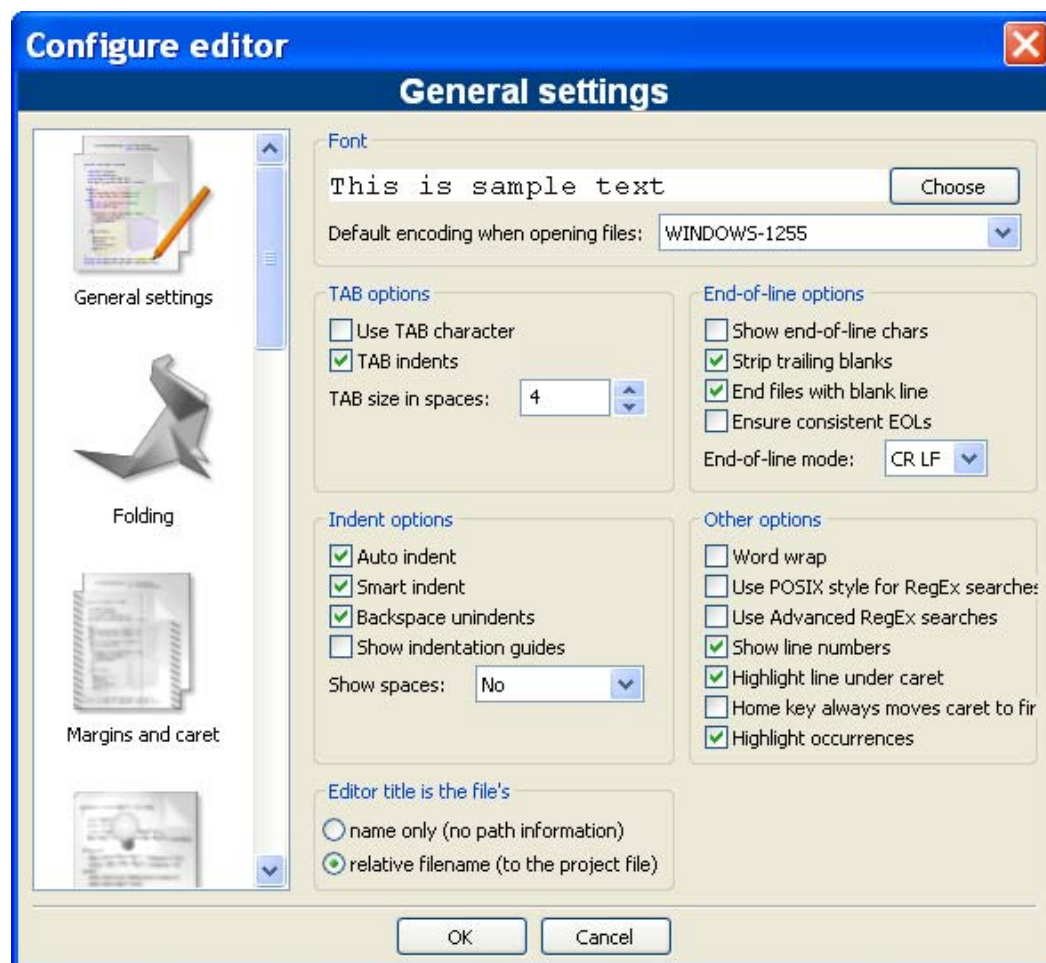 Configure editor
General settings
General settings
Folding
Margins and caret
Font
This is sample text
Choose
Default encoding when opening files: WINDOWS-1255
TAB options
Use TAB character
TAB indents
TAB size in spaces: 4
End-of-line options
Show end-of-line chars
Strip trailing blanks
End files with blank line
Ensure consistent EOLs
End-of-line mode: CR LF
Indent options
Auto indent
Smart indent
Backspace unindents
Show indentation guides
Show spaces: No
Other options
Word wrap
Use POSIX style for RegEx searches
Use Advanced RegEx searches
Show line numbers
Highlight line under caret
Home key always moves caret to fir
Highlight occurrences
Editor title is the file's
name only (no path information)
relative filename (to the project file)
OK Cancel